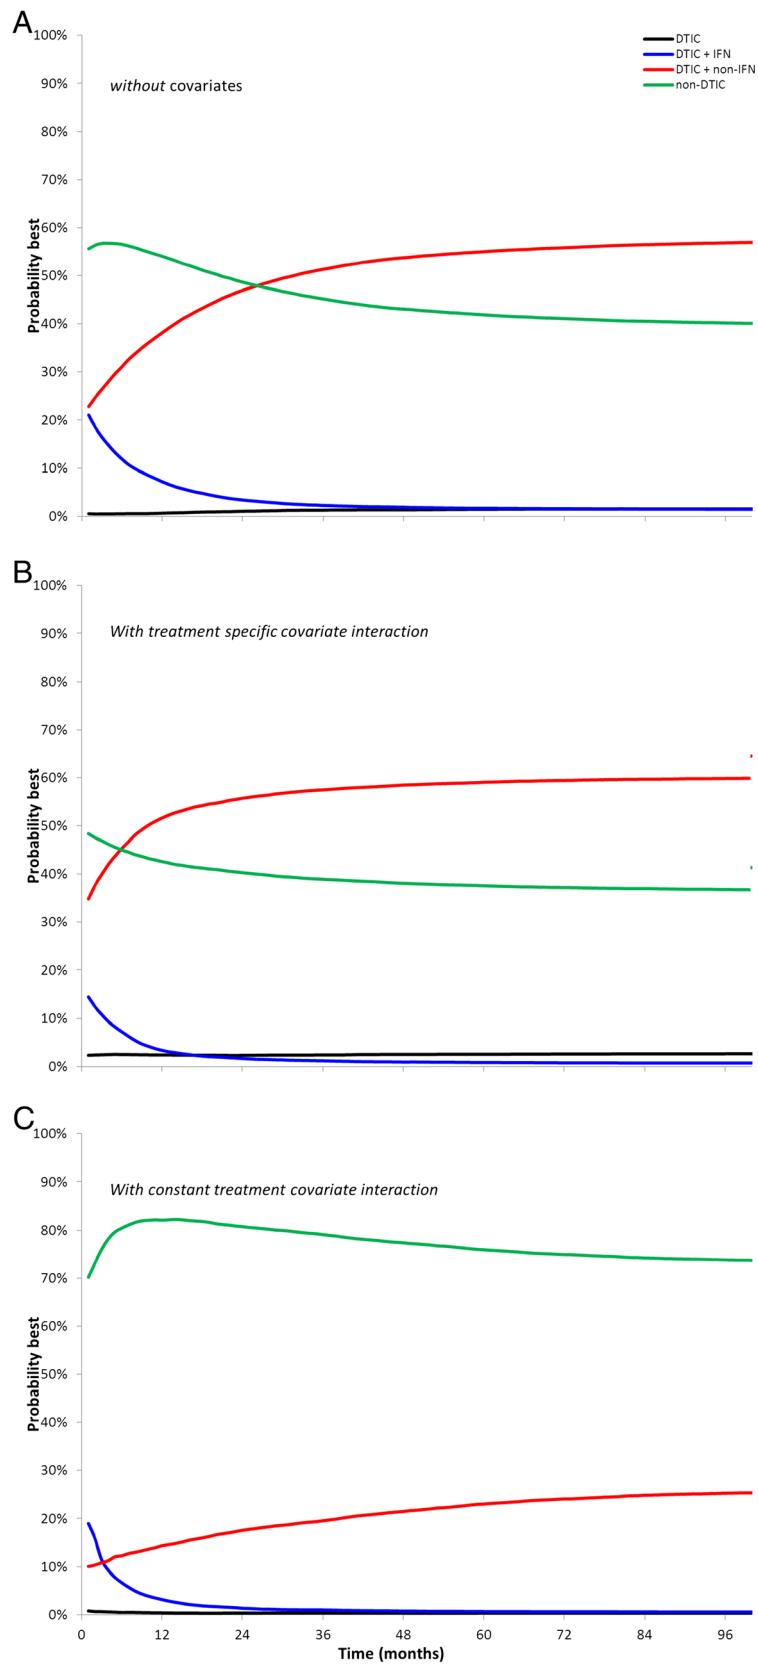 A
100%
DTIC
DTIC + IFN
DTIC + non-IFN
non-DTIC
90%
without covariates
80%
70%
60%
50%
40%
30%
20%
10%
0%
Probability best
B
100%
90%
With treatment specific covariate interaction
80%
70%
60%
50%
40%
30%
20%
10%
0%
Probability best
C
100%
90%
With constant treatment covariate interaction
80%
70%
60%
50%
40%
30%
20%
10%
0%
Probability best
0 12 24 36 48 60 72 84 96
Time (months)